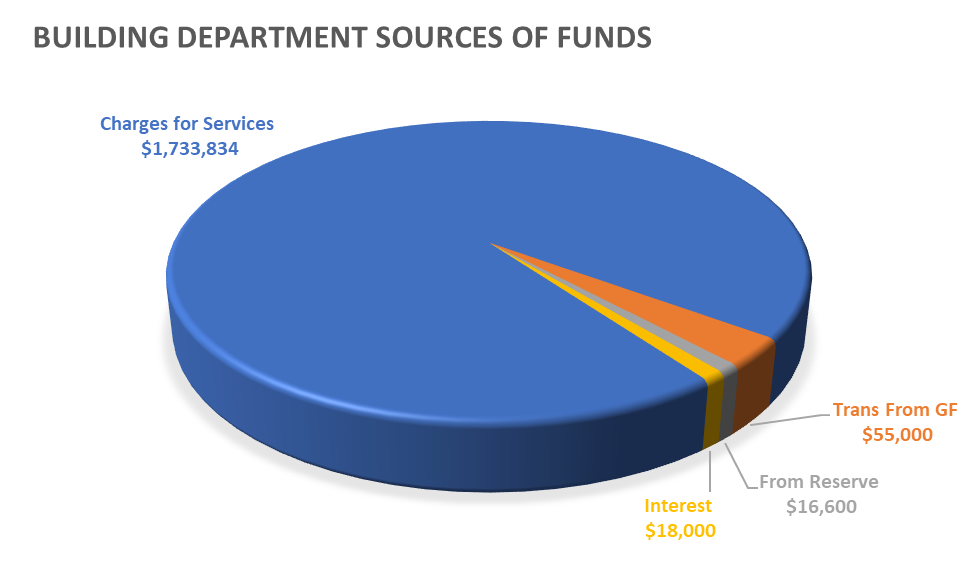 BUILDING DEPARTMENT SOURCES OF FUNDS
Charges for Services
$1,733,834
Trans From GF
$55,000
From Reserve
$16,600
Interest
$18,000